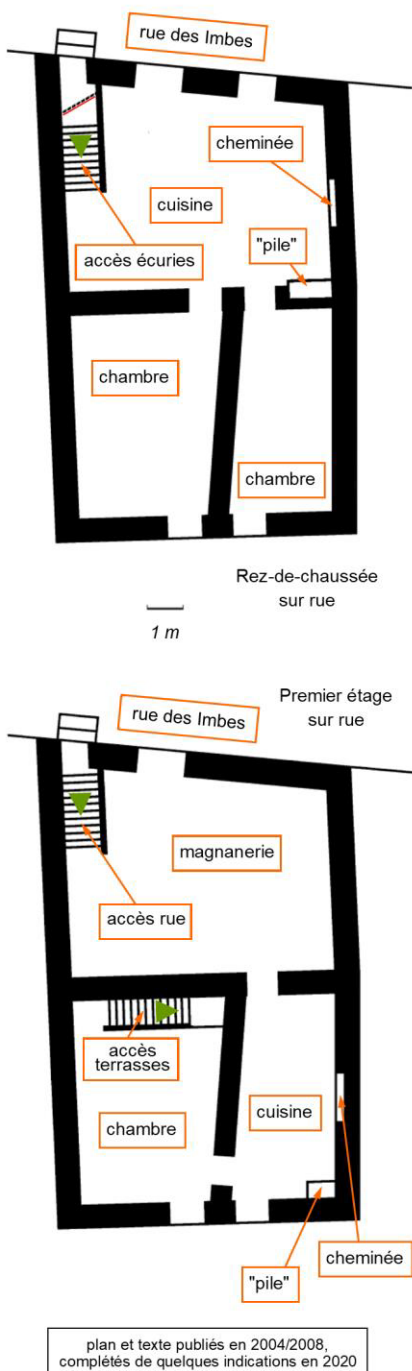 rue des Imbes
cheminée
cuisine
"pile"
accès écuries
chambre
chambre
Rez-de-chaussée
sur rue
1 m
Premier étage
sur rue
rue des Imbes
magnanerie
accès rue
accès
terrasses
cuisine
chambre
cheminée
"pile"
plan et texte publiés en 2004/2008,
complétés de quelques indications en 2020